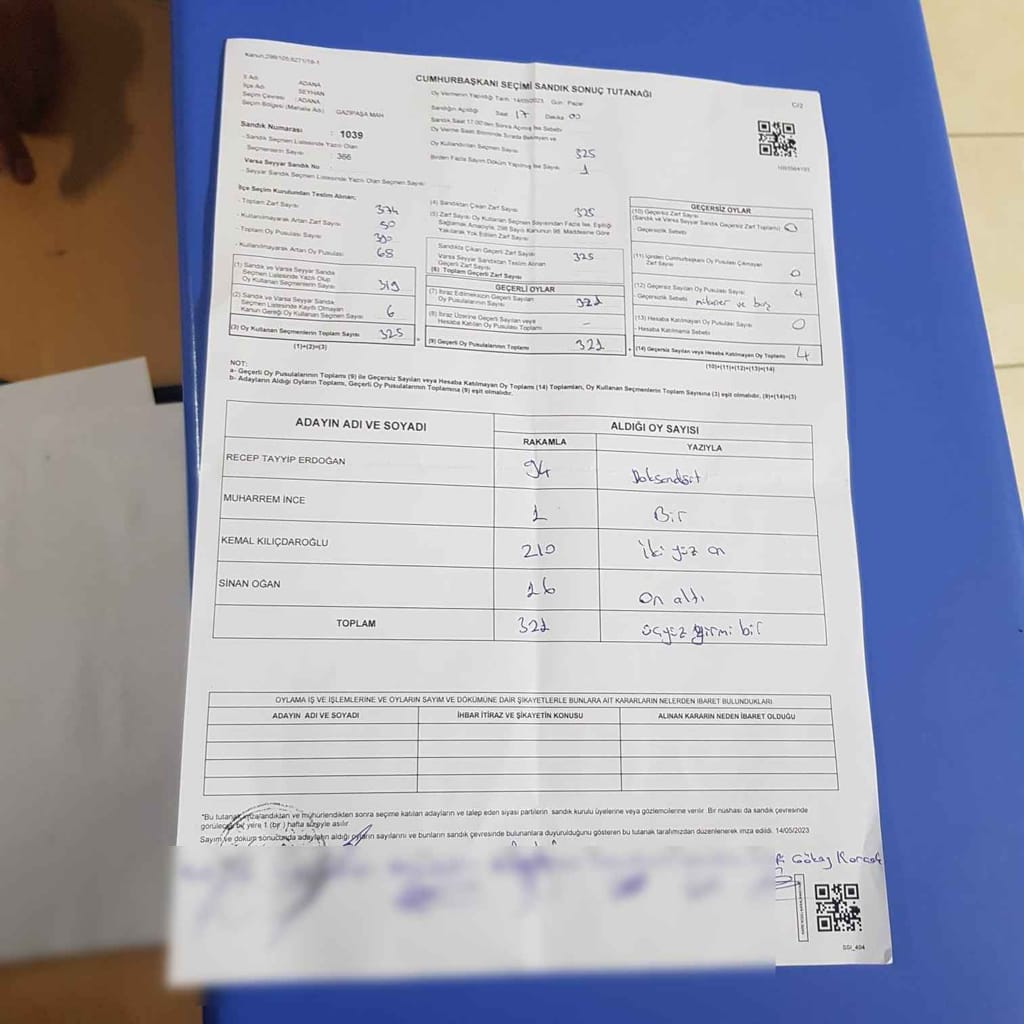 Kanun:298/105;6271/19-1
CUMHURBAŞKANI SEÇİMİ SANDIK SONUÇ TUTANAĞI
C/2
İl Adı : ADANA
İlçe Adı : SEYHAN
Seçim Çevresi : ADANA
Seçim Bölgesi (Mahalle Adı) : GAZİPAŞA MAH
Sandık Numarası : 1039
- Sandık Seçmen Listesinde Yazılı Olan
Seçmenlerin Sayısı : 366
Varsa Seyyar Sandık No :
- Seyyar Sandık Seçmen Listesinde Yazılı Olan Seçmen Sayısı:
Oy Vermenin Yapıldığı Tarih: 14/05/2023 Gün: Pazar
Sandığın Açıldığı Saat 17 Dakika 00
Sandık Saat 17.00'den Sonra Açılmış İse Sebebi
Oy Verme Saati Bitiminde Sırada Bekleyen ve
Oy Kullandırılan Seçmen Sayısı: 325
Birden Fazla Sayım Döküm Yapılmış İse Sayısı: 1
İlçe Seçim Kurulundan Teslim Alınan;
- Toplam Zarf Sayısı: 374
- Kullanılmayarak Artan Zarf Sayısı: 50
- Toplam Oy Pusulası Sayısı:
- Kullanılmayarak Artan Oy Pusulası: 68
(1) Sandık ve Varsa Seyyar Sandık
Seçmen Listesinde Yazılı Olup
Oy Kullanan Seçmenlerin Sayısı 319
(2) Sandık ve Varsa Seyyar Sandık
Seçmen Listesinde Kayıtlı Olmayan
Kanun Gereği Oy Kullanan Seçmen Sayısı 6
(3) Oy Kullanan Seçmenlerin Toplam Sayısı 325
(1)+(2)=(3)
(4) Sandıktan Çıkan Zarf Sayısı 325
(5) Zarf Sayısı Oy Kullanan Seçmen Sayısından Fazla İse, Eşitliği
Sağlamak Amacıyla, 298 Sayılı Kanunun 98. Maddesine Göre
Yakılarak Yok Edilen Zarf Sayısı:
Sandıkta Çıkan Geçerli Zarf Sayısı 325
Varsa Seyyar Sandıktan Teslim Alınan
Geçerli Zarf Sayısı
(6) Toplam Geçerli Zarf Sayısı
GEÇERLİ OYLAR
(7) İtiraz Edilmeksizin Geçerli Sayılan
Oy Pusulalarının Sayısı: 321
(8) İtiraz Üzerine Geçerli Sayılan veya
Hesaba Katılan Oy Pusulası Toplamı -
(9) Geçerli Oy Pusulalarının Toplamı 321
GEÇERSİZ OYLAR
(10) Geçersiz Zarf Sayısı
(Sandık ve Varsa Seyyar Sandık Geçersiz Zarf Toplamı) 0
- Geçersizlik Sebebi
(11) İçinden Cumhurbaşkanı Oy Pusulası Çıkmayan
Zarf Sayısı 0
(12) Geçersiz Sayılan Oy Pusulası Sayısı 4
- Geçersizlik Sebebi ve boş
(13) Hesaba Katılmayan Oy Pusulası Sayısı 0
- Hesaba Katılmama Sebebi
(14) Geçersiz Sayılan veya Hesaba Katılmayan Oy Toplamı 4
(10)+(11)+(12)+(13)=(14)
NOT:
a- Geçerli Oy Pusulalarının Toplamı (9) ile Geçersiz Sayılan veya Hesaba Katılmayan Oy Toplamı (14) Toplamları, Oy Kullanan Seçmenlerin Toplam Sayısına (3) eşit olmalıdır, (9)+(14)=(3)
b- Adayların Aldığı Oyların Toplamı, Geçerli Oy Pusulalarının Toplamına (9) eşit olmalıdır.
ADAYIN ADI VE SOYADI ALDIĞI OY SAYISI
RAKAMLA YAZIYLA
RECEP TAYYİP ERDOĞAN 94 Doksandört
MUHARREM İNCE 1 Bir
KEMAL KILIÇDAROĞLU 210 iki yüz on
SİNAN OĞAN 16 On altı
TOPLAM 321 üçyüz yirmi bir
OYLAMA İŞ VE İŞLEMLERİNE VE OYLARIN SAYIM VE DÖKÜMÜNE DAİR ŞİKAYETLERLE BUNLARA AİT KARARLARIN NELERDEN İBARET BULUNDUKLARI
ADAYIN ADI VE SOYADI İHBAR İTİRAZ VE ŞİKAYETİN KONUSU ALINAN KARARIN NEDEN İBARET OLDUĞU
"Bu tutanak imzalandıktan ve mühürlendikten sonra seçime katılan adayların ve talep eden siyasi partilerin sandık kurulu üyelerine veya gözlemcilerine verilir. Bir nüshası da sandık çevresinde
görülecek bir yere 1 (bir) hafta süreyle asılır
Sayım ve döküm sonucunda adayların aldığı oyların sayılarını ve bunların sandık çevresinde bulunanlara duyurulduğunu gösteren bu tutanak tarafımızdan düzenlenerek imza edildi. 14/05/2023
Gökay
SSI_404